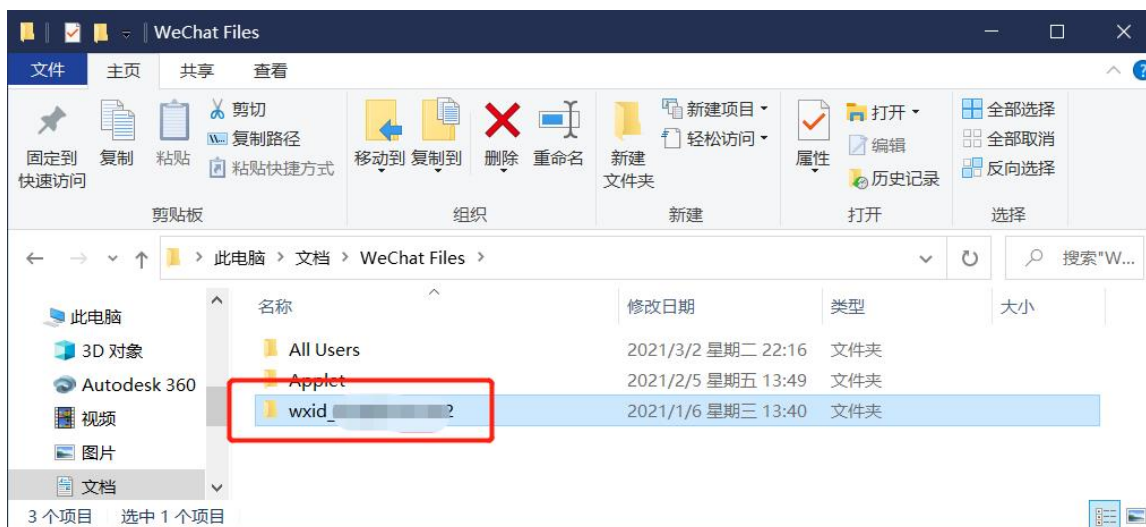 WeChat Files
文件 主页 共享 查看
固定到
快速访问
复制
粘贴
剪切
复制路径
粘贴快捷方式
剪贴板
移动到
复制到
删除
重命名
组织
新建
文件夹
新建项目
轻松访问
新建
属性
打开
编辑
历史记录
打开
全部选择
全部取消
反向选择
选择
此电脑 > 文档 > WeChat Files >
搜索"W...
此电脑
3D 对象
Autodesk 360
视频
图片
文档
名称 修改日期 类型 大小
All Users 2021/3/2 星期二 22:16 文件夹
Applet 2021/2/5 星期五 13:49 文件夹
wxid_ 2 2021/1/6 星期三 13:40 文件夹
3 个项目 选中 1 个项目